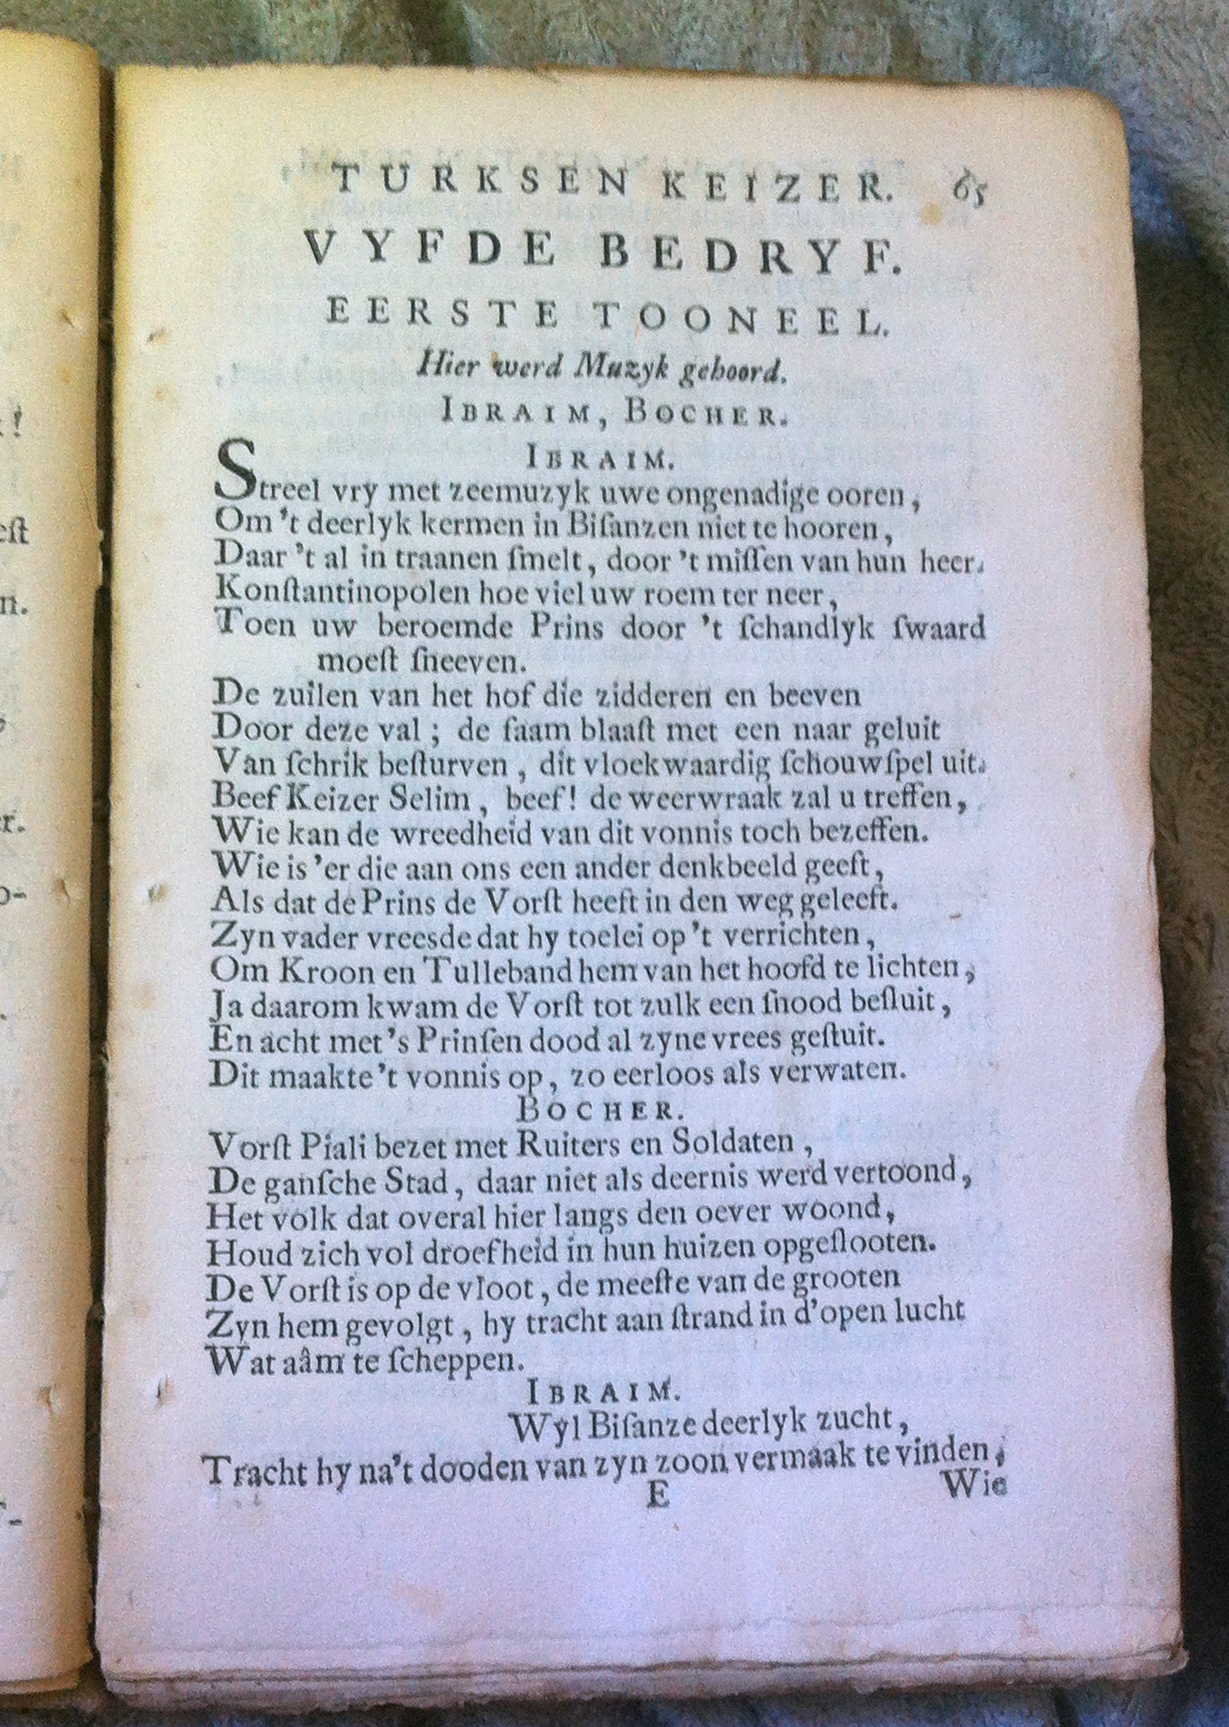 TURKSEN KEIZER. 65
VYFDE BEDRYF.
EERSTE TOONEEL.
Hier werd Muzyk gehoord.
IBRAIM, BOCHER.
IBRAIM.
Streel vry met zeemuzyk uwe ongenadige ooren,
Om 't deerlyk kermen in Biſanzen niet te hooren,
Daar 't al in traanen ſmelt, door 't miſſen van hun heer.
Konſtantinopolen hoe viel uw roem ter neer,
Toen uw beroemde Prins door 't ſchandlyk ſwaard
moeſt ſneeven.
De zuilen van het hof die zidderen en beeven
Door deze val; de faam blaaſt met een naar geluit
Van ſchrik beſturven, dit vloekwaardig ſchouwſpel uit.
Beef Keizer Selim, beef! de weerwraak zal u treffen,
Wie kan de wreedheid van dit vonnis toch bezeffen.
Wie is 'er die aan ons een ander denkbeeld geeft,
Als dat de Prins de Vorſt heeft in den weg geleeft.
Zyn vader vreesde dat hy toelei op 't verrichten,
Om Kroon en Tulleband hem van het hoofd te lichten,
Ja daarom kwam de Vorſt tot zulk een ſnood beſluit,
En acht met 's Prinſen dood al zyne vrees geſtuit.
Dit maakte 't vonnis op, zo eerloos als verwaten.
BOCHER.
Vorſt Piali bezet met Ruiters en Soldaten,
De ganſche Stad, daar niet als deernis werd vertoond,
Het volk dat overal hier langs den oever woond,
Houd zich vol droefheid in hun huizen opgeſlooten.
De Vorſt is op de vloot, de meeſte van de grooten
Zyn hem gevolgt, hy tracht aan ſtrand in d'open lucht
Wat aâm te ſcheppen.
IBRAIM.
Wyl Biſanze deerlyk zucht,
Tracht hy na 't dooden van zyn zoon vermaak te vinden,
E Wie
! 
eſt
n.
r.